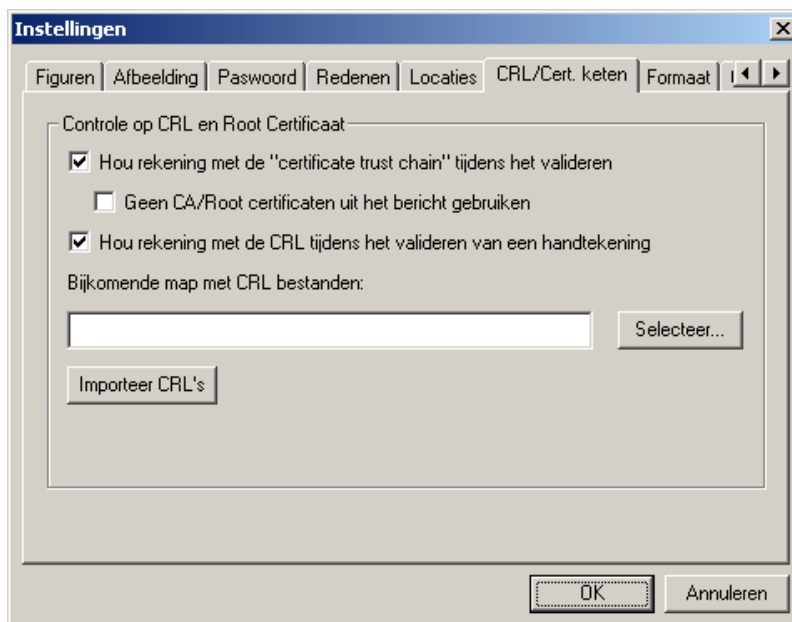 Instellingen
Figuren Afbeelding Paswoord Redenen Locaties CRL/Cert. keten Formaat
Controle op CRL en Root Certificaat
Hou rekening met de "certificate trust chain" tijdens het valideren
Geen CA/Root certificaten uit het bericht gebruiken
Hou rekening met de CRL tijdens het valideren van een handtekening
Bijkomende map met CRL bestanden:
Selecteer...
Importeer CRL's
OK Annuleren